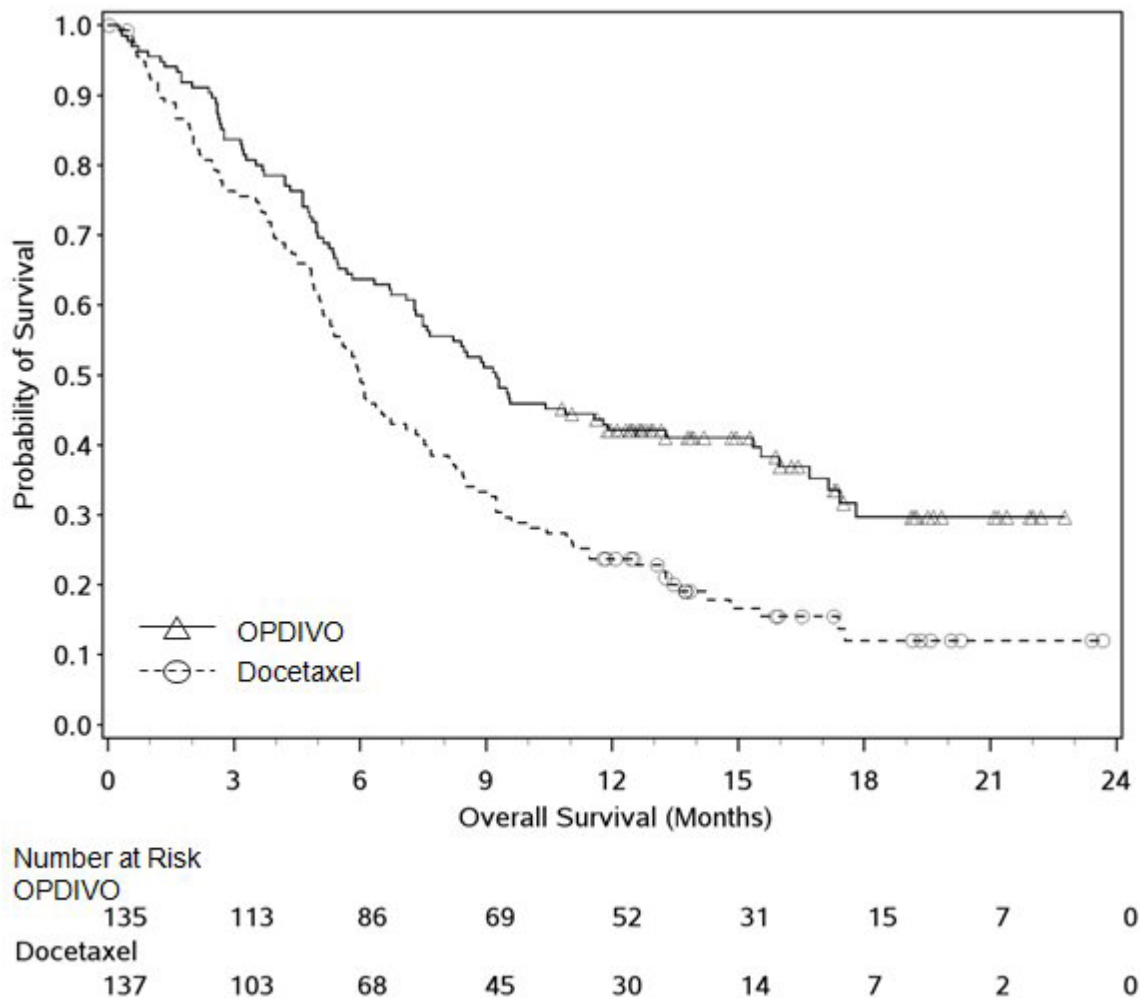 1.0
0.9
0.8
0.7
0.6
0.5
0.4
0.3
0.2
0.1
0.0
Probability of Survival
OPDIVO
Docetaxel
0 3 6 9 12 15 18 21 24
Overall Survival (Months)
Number at Risk
OPDIVO
135 113 86 69 52 31 15 7 0
Docetaxel
137 103 68 45 30 14 7 2 0